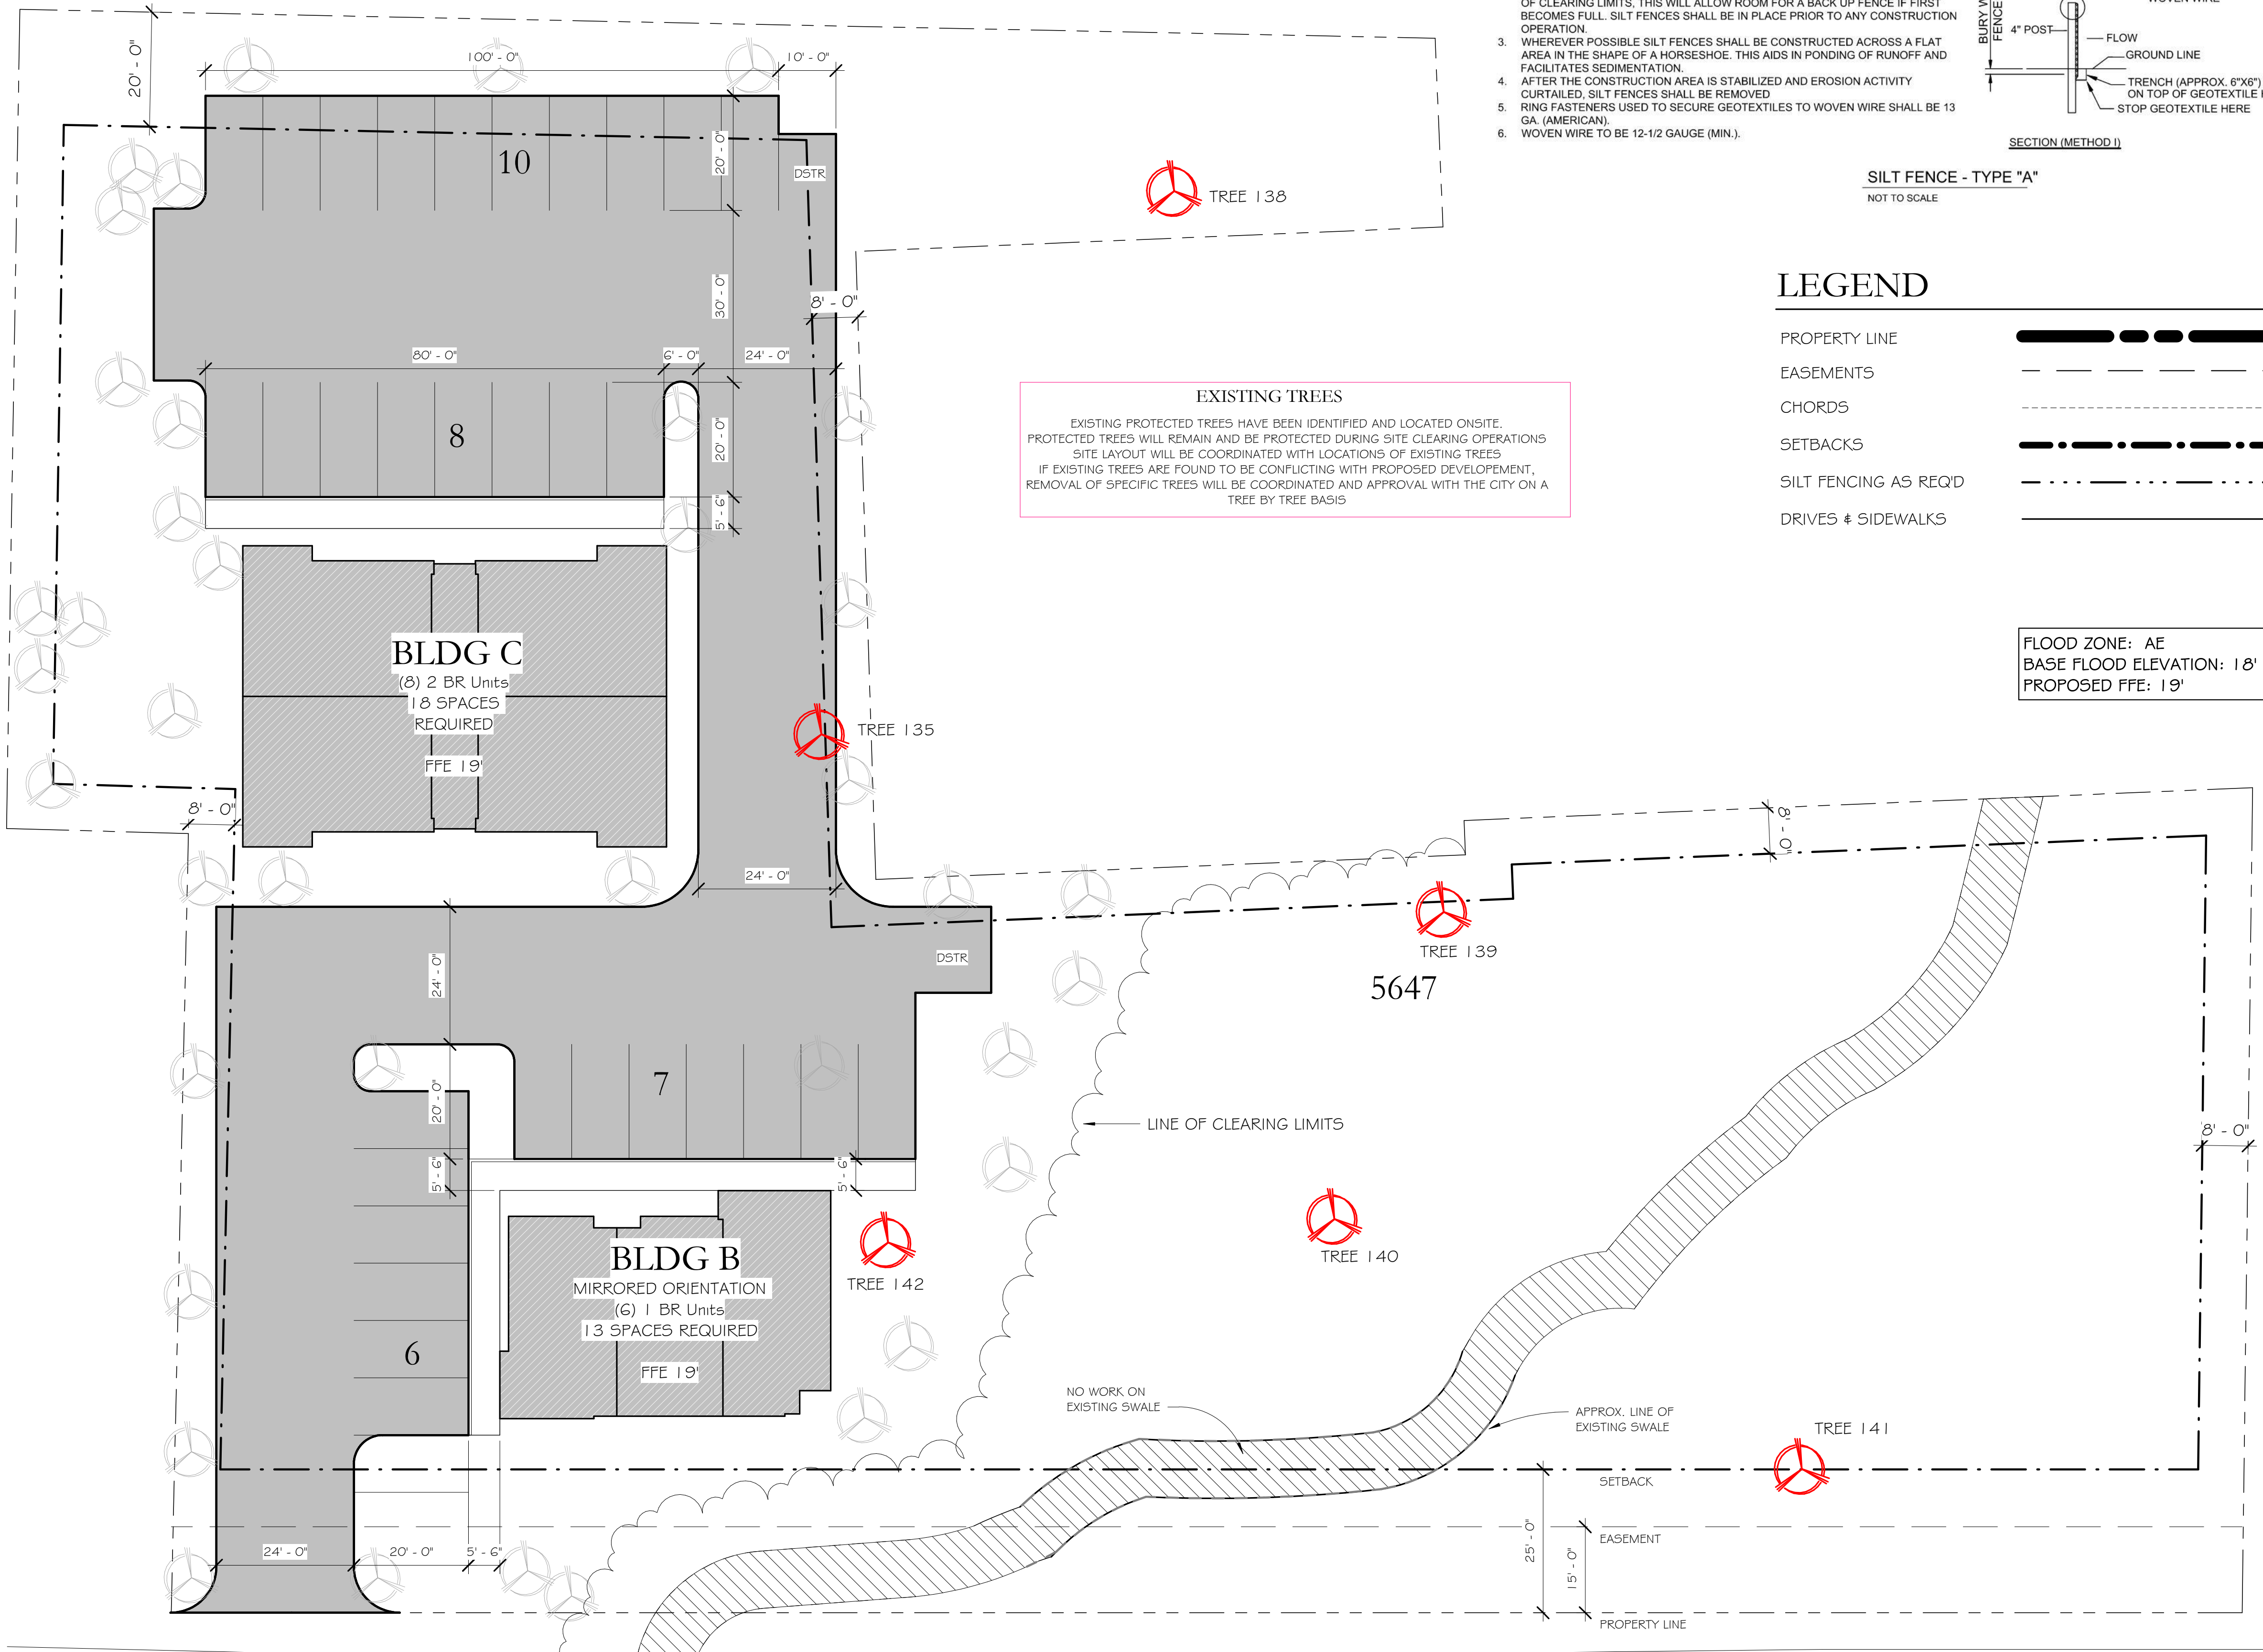 OF CLEARING LIMITS, THIS WILL ALLOW ROOM FOR A BACK UP FENCE IF FIRST
BECOMES FULL. SILT FENCES SHALL BE IN PLACE PRIOR TO ANY CONSTRUCTION
OPERATION.
3. WHEREVER POSSIBLE SILT FENCES SHALL BE CONSTRUCTED ACROSS A FLAT
AREA IN THE SHAPE OF A HORSESHOE. THIS AIDS IN PONDING OF RUNOFF AND
FACILITATES SEDIMENTATION.
4. AFTER THE CONSTRUCTION AREA IS STABILIZED AND EROSION ACTIVITY
CURTAILED, SILT FENCES SHALL BE REMOVED
5. RING FASTENERS USED TO SECURE GEOTEXTILES TO WOVEN WIRE SHALL BE 13
GA. (AMERICAN).
6. WOVEN WIRE TO BE 12-1/2 GAUGE (MIN.).
BURY W
FENCE
WOVEN WIRE
4" POST
FLOW
GROUND LINE
TRENCH (APPROX. 6"X6")
ON TOP OF GEOTEXTILE
STOP GEOTEXTILE HERE
SECTION (METHOD I)
SILT FENCE - TYPE "A"
NOT TO SCALE
LEGEND
PROPERTY LINE
EASEMENTS
CHORDS
SETBACKS
SILT FENCING AS REQ'D
DRIVES & SIDEWALKS
FLOOD ZONE: AE
BASE FLOOD ELEVATION: 18'
PROPOSED FFE: 19'
20' - 0"
100' - 0"
10' - 0"
10
20' - 0"
DSTR
TREE 138
30' - 0"
8' - 0"
80' - 0"
6' - 0"
24' - 0"
8
20' - 0"
5' - 6"
EXISTING TREES
EXISTING PROTECTED TREES HAVE BEEN IDENTIFIED AND LOCATED ONSITE.
PROTECTED TREES WILL REMAIN AND BE PROTECTED DURING SITE CLEARING OPERATIONS
SITE LAYOUT WILL BE COORDINATED WITH LOCATIONS OF EXISTING TREES
IF EXISTING TREES ARE FOUND TO BE CONFLICTING WITH PROPOSED DEVELOPEMENT,
REMOVAL OF SPECIFIC TREES WILL BE COORDINATED AND APPROVAL WITH THE CITY ON A
TREE BY TREE BASIS
BLDG C
(8) 2 BR Units
18 SPACES
REQUIRED
FFE 19'
TREE 135
8' - 0"
8' - 0"
24' - 0"
24' - 0"
DSTR
TREE 139
5647
7
20' - 0"
5' - 6"
5' - 6"
LINE OF CLEARING LIMITS
8' - 0"
BLDG B
MIRRORED ORIENTATION
(6) 1 BR Units
13 SPACES REQUIRED
FFE 19'
TREE 142
TREE 140
6
NO WORK ON
EXISTING SWALE
APPROX. LINE OF
EXISTING SWALE
TREE 141
SETBACK
EASEMENT
25' - 0"
15' - 0"
24' - 0"
20' - 0"
5' - 6"
PROPERTY LINE